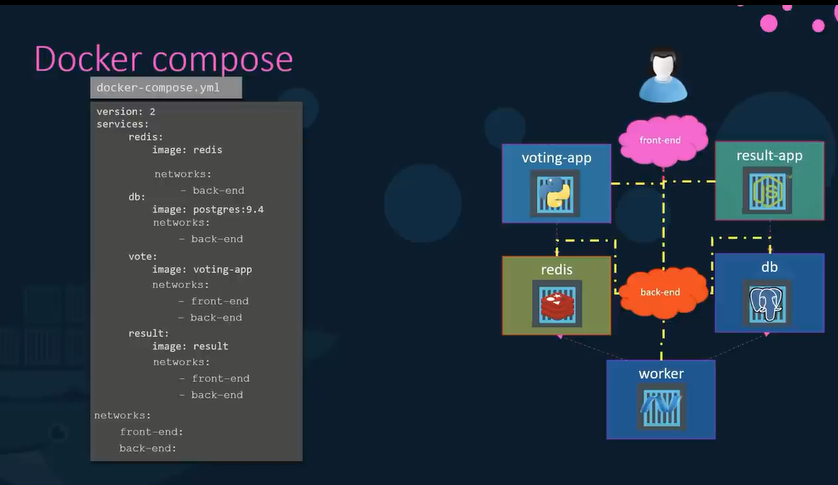 Docker compose
docker-compose.yml
version: 2
services:
redis:
image: redis
networks:
- back-end
db:
image: postgres:9.4
networks:
- back-end
vote:
image: voting-app
networks:
- front-end
- back-end
result:
image: result
networks:
- front-end
- back-end
networks:
front-end:
back-end:
front-end
voting-app
result-app
redis
back-end
db
worker